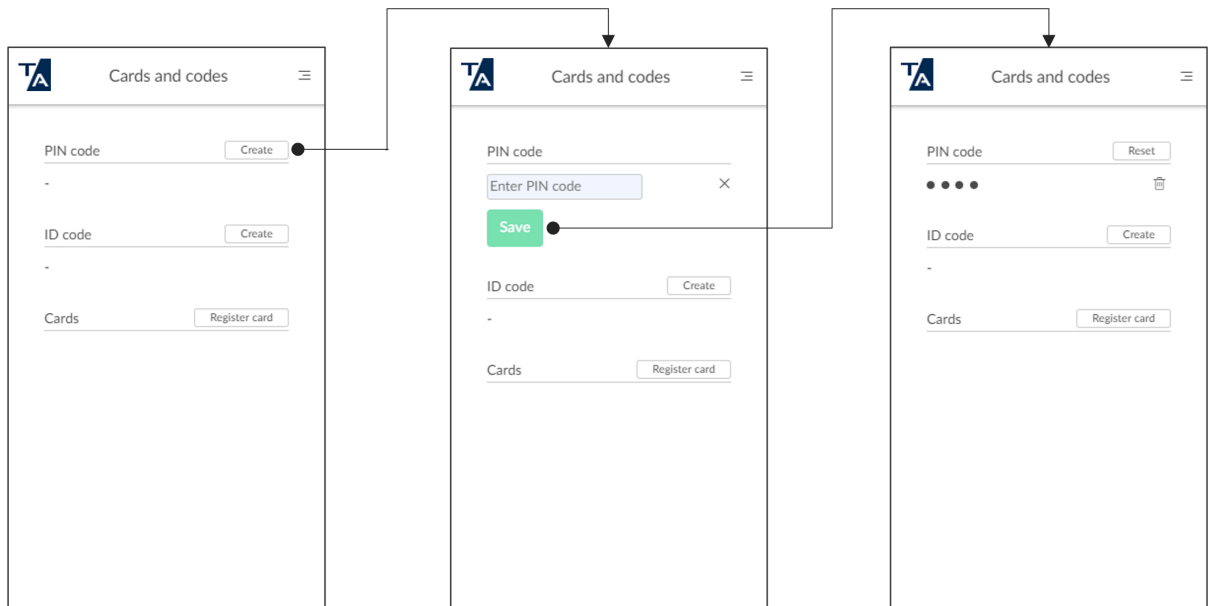 TA
Cards and codes
PIN code
Create
-
ID code
Create
-
Cards
Register card
TA
Cards and codes
PIN code
Enter PIN code
Save
ID code
Create
-
Cards
Register card
TA
Cards and codes
PIN code
Reset
••••
ID code
Create
-
Cards
Register card